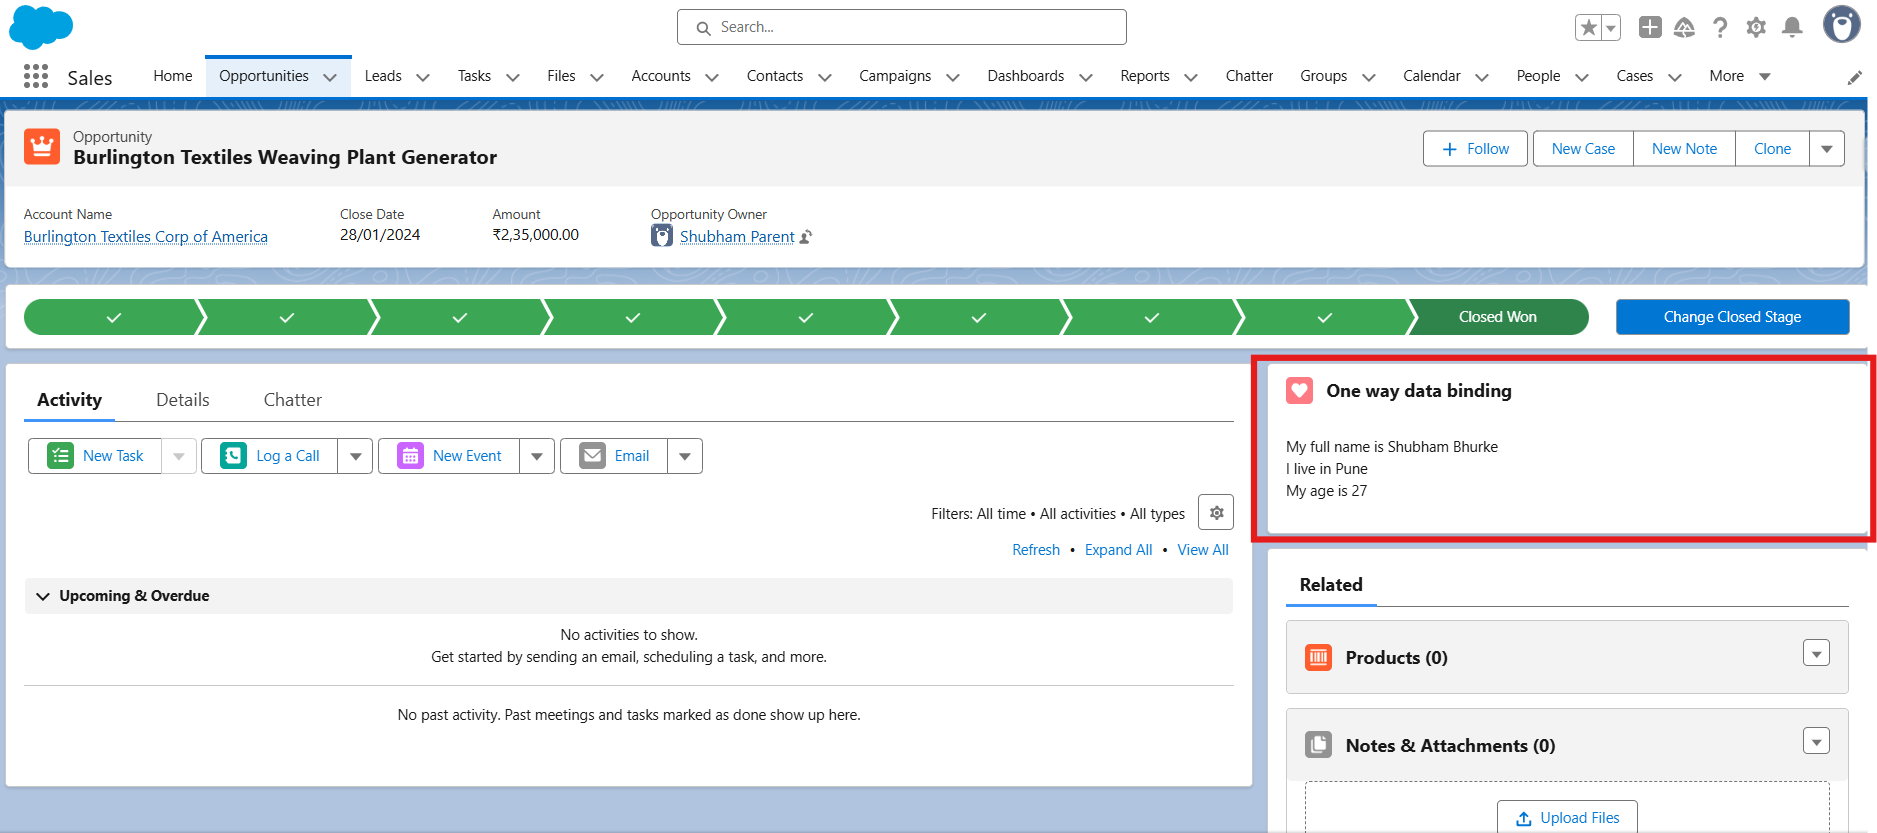 Search...
Sales
Home
Opportunities
Leads
Tasks
Files
Accounts
Contacts
Campaigns
Dashboards
Reports
Chatter
Groups
Calendar
People
Cases
More
Opportunity
Burlington Textiles Weaving Plant Generator
Follow
New Case
New Note
Clone
Account Name
Close Date
Amount
Opportunity Owner
Burlington Textiles Corp of America
28/01/2024
₹2,35,000.00
Shubham Parent
Closed Won
Change Closed Stage
Activity
Details
Chatter
New Task
Log a Call
New Event
Email
Filters: All time • All activities • All types
Refresh • Expand All • View All
Upcoming & Overdue
No activities to show.
Get started by sending an email, scheduling a task, and more.
No past activity. Past meetings and tasks marked as done show up here.
One way data binding
My full name is Shubham Bhurke
I live in Pune
My age is 27
Related
Products (0)
Notes & Attachments (0)
Upload Files